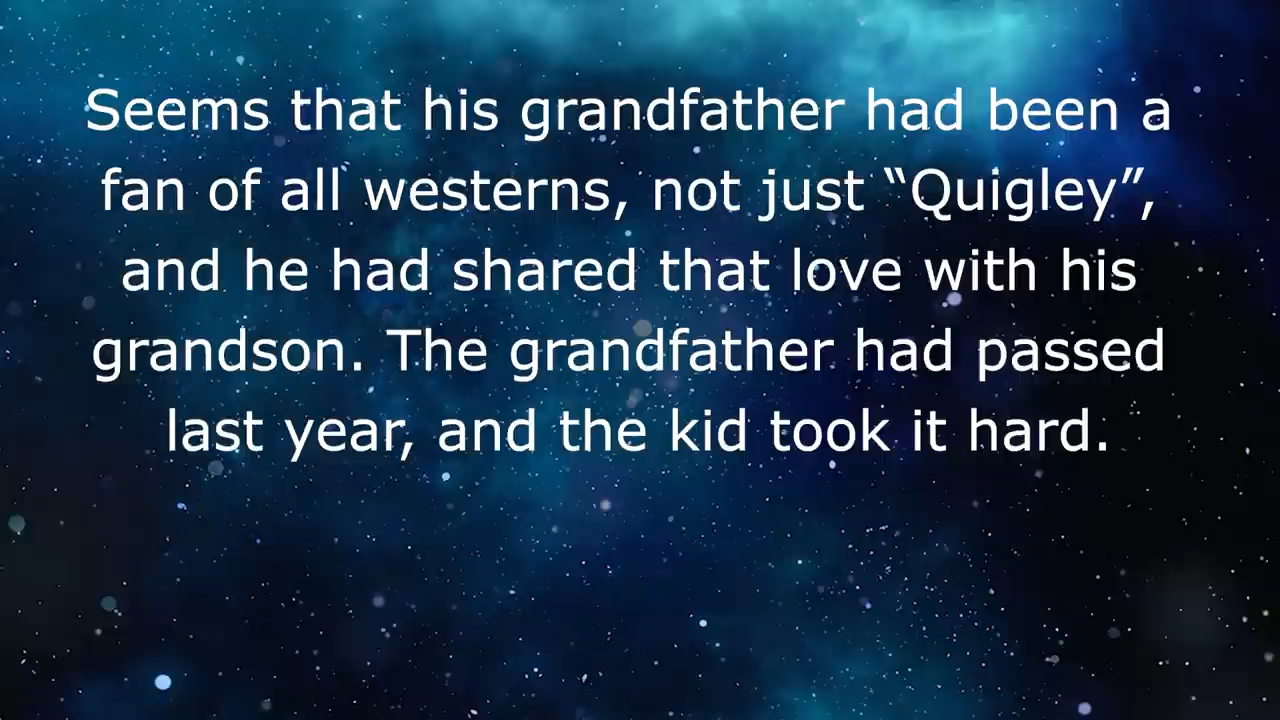 Seems that his grandfather had been a
fan of all westerns, not just “Quigley”,
and he had shared that love with his
grandson. The grandfather had passed
last year, and the kid took it hard.